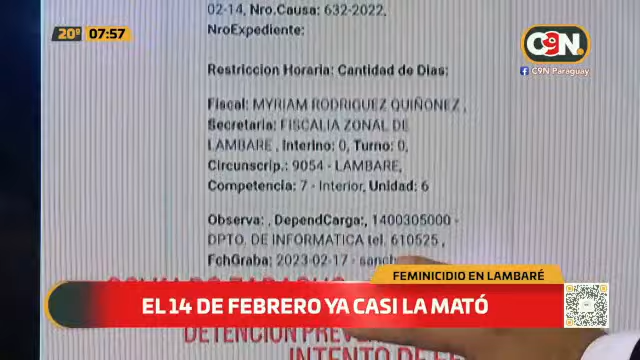 02-14, Nro.Causa: 632-2022,
NroExpediente:
20° 07:57
C9N
C9N Paraguay
Restriccion Horaria: Cantidad de Dias:
Fiscal: MYRIAM RODRIGUEZ QUIÑONEZ ,
Secretaria: FISCALIA ZONAL DE
LAMBARE , Interino: 0, Turno: 0,
Circunscrip.: 9054 - LAMBARE,
Competencia: 7 - Interior, Unidad: 6
Observa: , DependCarga:, 1400305000 -
DPTO. DE INFORMATICA tel. 610525 ,
FchGraba: 2023-02-17 - sanch
FEMINICIDIO EN LAMBARÉ
EL 14 DE FEBRERO YA CASI LA MATÓ
DETENCIÓN
INTENTO DE